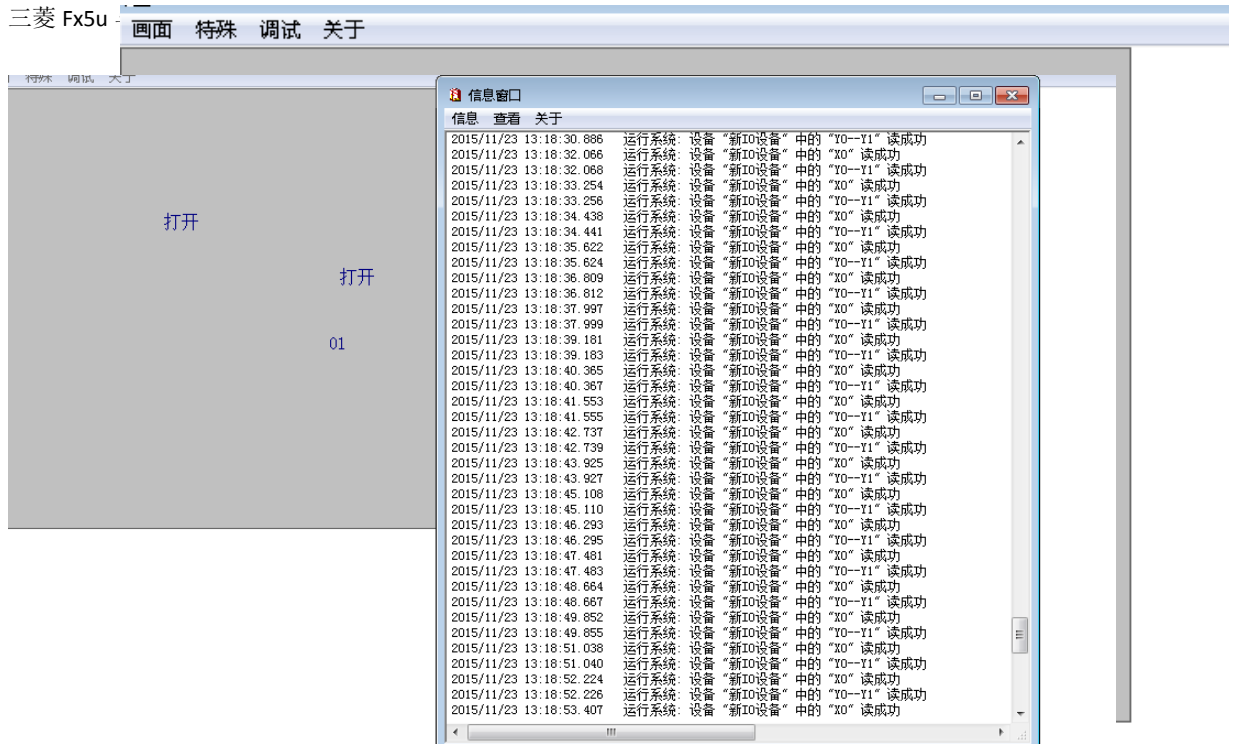 三菱 Fx5u
画面 特殊 调试 关于
特殊 调试 关于
打开
打开
01
信息窗口
信息 查看 关于
2015/11/23 13:18:30.886 运行系统: 设备 "新IO设备" 中的 "Y0--Y1" 读成功
2015/11/23 13:18:32.066 运行系统: 设备 "新IO设备" 中的 "X0" 读成功
2015/11/23 13:18:32.068 运行系统: 设备 "新IO设备" 中的 "Y0--Y1" 读成功
2015/11/23 13:18:33.254 运行系统: 设备 "新IO设备" 中的 "X0" 读成功
2015/11/23 13:18:33.256 运行系统: 设备 "新IO设备" 中的 "Y0--Y1" 读成功
2015/11/23 13:18:34.438 运行系统: 设备 "新IO设备" 中的 "X0" 读成功
2015/11/23 13:18:34.441 运行系统: 设备 "新IO设备" 中的 "Y0--Y1" 读成功
2015/11/23 13:18:35.622 运行系统: 设备 "新IO设备" 中的 "X0" 读成功
2015/11/23 13:18:35.624 运行系统: 设备 "新IO设备" 中的 "Y0--Y1" 读成功
2015/11/23 13:18:36.809 运行系统: 设备 "新IO设备" 中的 "X0" 读成功
2015/11/23 13:18:36.812 运行系统: 设备 "新IO设备" 中的 "Y0--Y1" 读成功
2015/11/23 13:18:37.997 运行系统: 设备 "新IO设备" 中的 "X0" 读成功
2015/11/23 13:18:37.999 运行系统: 设备 "新IO设备" 中的 "Y0--Y1" 读成功
2015/11/23 13:18:39.181 运行系统: 设备 "新IO设备" 中的 "X0" 读成功
2015/11/23 13:18:39.183 运行系统: 设备 "新IO设备" 中的 "Y0--Y1" 读成功
2015/11/23 13:18:40.365 运行系统: 设备 "新IO设备" 中的 "X0" 读成功
2015/11/23 13:18:40.367 运行系统: 设备 "新IO设备" 中的 "Y0--Y1" 读成功
2015/11/23 13:18:41.553 运行系统: 设备 "新IO设备" 中的 "X0" 读成功
2015/11/23 13:18:41.555 运行系统: 设备 "新IO设备" 中的 "Y0--Y1" 读成功
2015/11/23 13:18:42.737 运行系统: 设备 "新IO设备" 中的 "X0" 读成功
2015/11/23 13:18:42.739 运行系统: 设备 "新IO设备" 中的 "Y0--Y1" 读成功
2015/11/23 13:18:43.925 运行系统: 设备 "新IO设备" 中的 "X0" 读成功
2015/11/23 13:18:43.927 运行系统: 设备 "新IO设备" 中的 "Y0--Y1" 读成功
2015/11/23 13:18:45.108 运行系统: 设备 "新IO设备" 中的 "X0" 读成功
2015/11/23 13:18:45.110 运行系统: 设备 "新IO设备" 中的 "Y0--Y1" 读成功
2015/11/23 13:18:46.293 运行系统: 设备 "新IO设备" 中的 "X0" 读成功
2015/11/23 13:18:46.295 运行系统: 设备 "新IO设备" 中的 "Y0--Y1" 读成功
2015/11/23 13:18:47.481 运行系统: 设备 "新IO设备" 中的 "X0" 读成功
2015/11/23 13:18:47.483 运行系统: 设备 "新IO设备" 中的 "Y0--Y1" 读成功
2015/11/23 13:18:48.664 运行系统: 设备 "新IO设备" 中的 "X0" 读成功
2015/11/23 13:18:48.667 运行系统: 设备 "新IO设备" 中的 "Y0--Y1" 读成功
2015/11/23 13:18:49.852 运行系统: 设备 "新IO设备" 中的 "X0" 读成功
2015/11/23 13:18:49.855 运行系统: 设备 "新IO设备" 中的 "Y0--Y1" 读成功
2015/11/23 13:18:51.038 运行系统: 设备 "新IO设备" 中的 "X0" 读成功
2015/11/23 13:18:51.040 运行系统: 设备 "新IO设备" 中的 "Y0--Y1" 读成功
2015/11/23 13:18:52.224 运行系统: 设备 "新IO设备" 中的 "X0" 读成功
2015/11/23 13:18:52.226 运行系统: 设备 "新IO设备" 中的 "Y0--Y1" 读成功
2015/11/23 13:18:53.407 运行系统: 设备 "新IO设备" 中的 "X0" 读成功